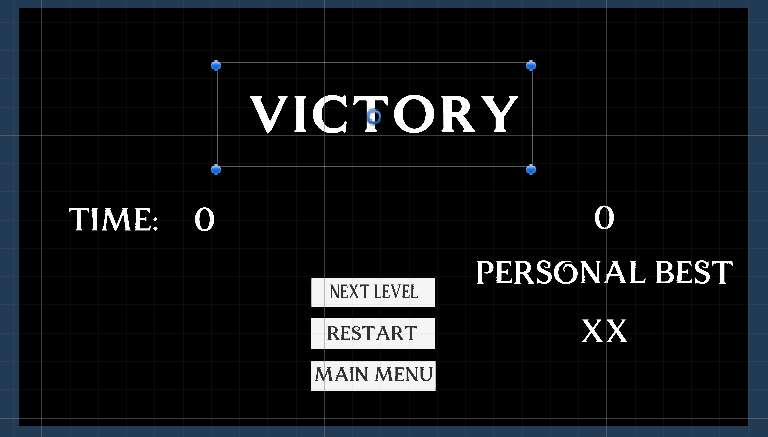 VICTORY
TIME: 0
0
PERSONAL BEST
XX
NEXT LEVEL
RESTART
MAIN MENU